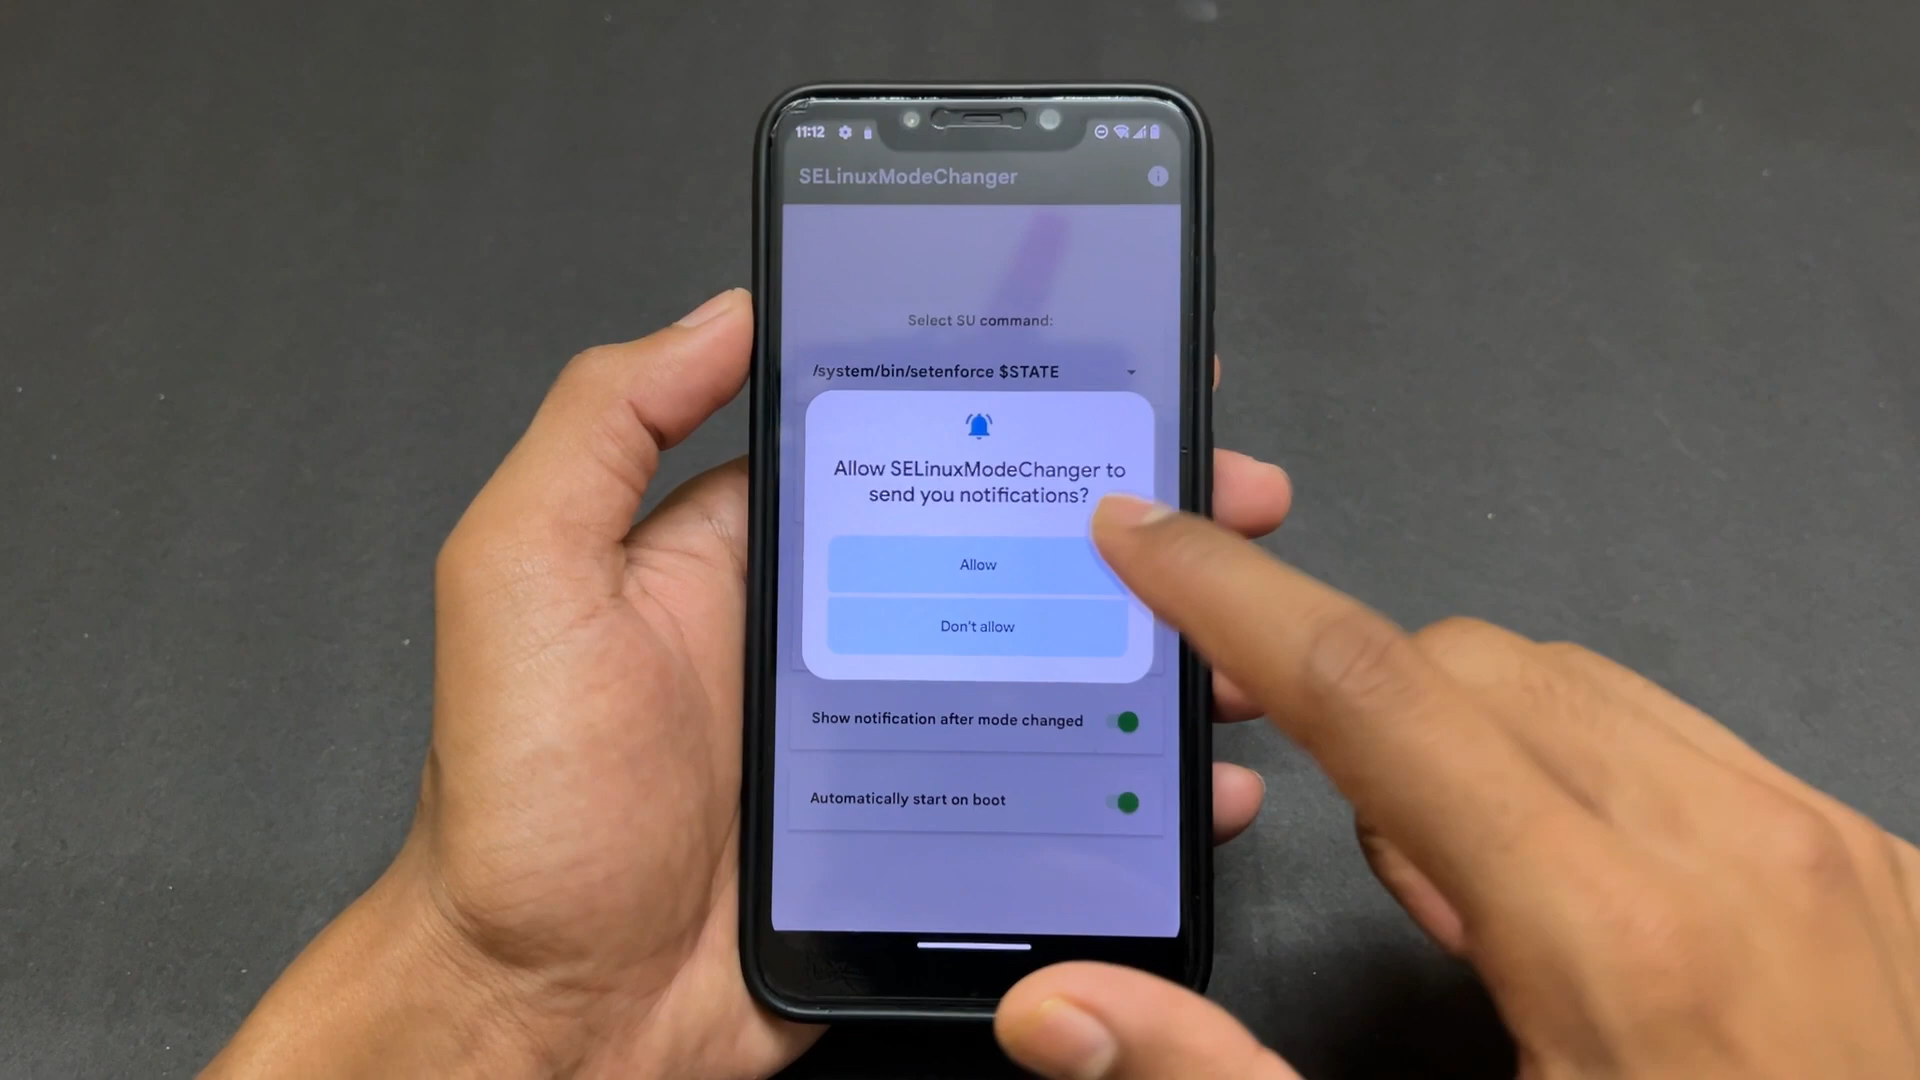 11:12
SELinuxModeChanger
Select SU command:
/system/bin/setenforce $STATE
Allow SELinuxModeChanger to
send you notifications?
Allow
Don't allow
Show notification after mode changed
Automatically start on boot